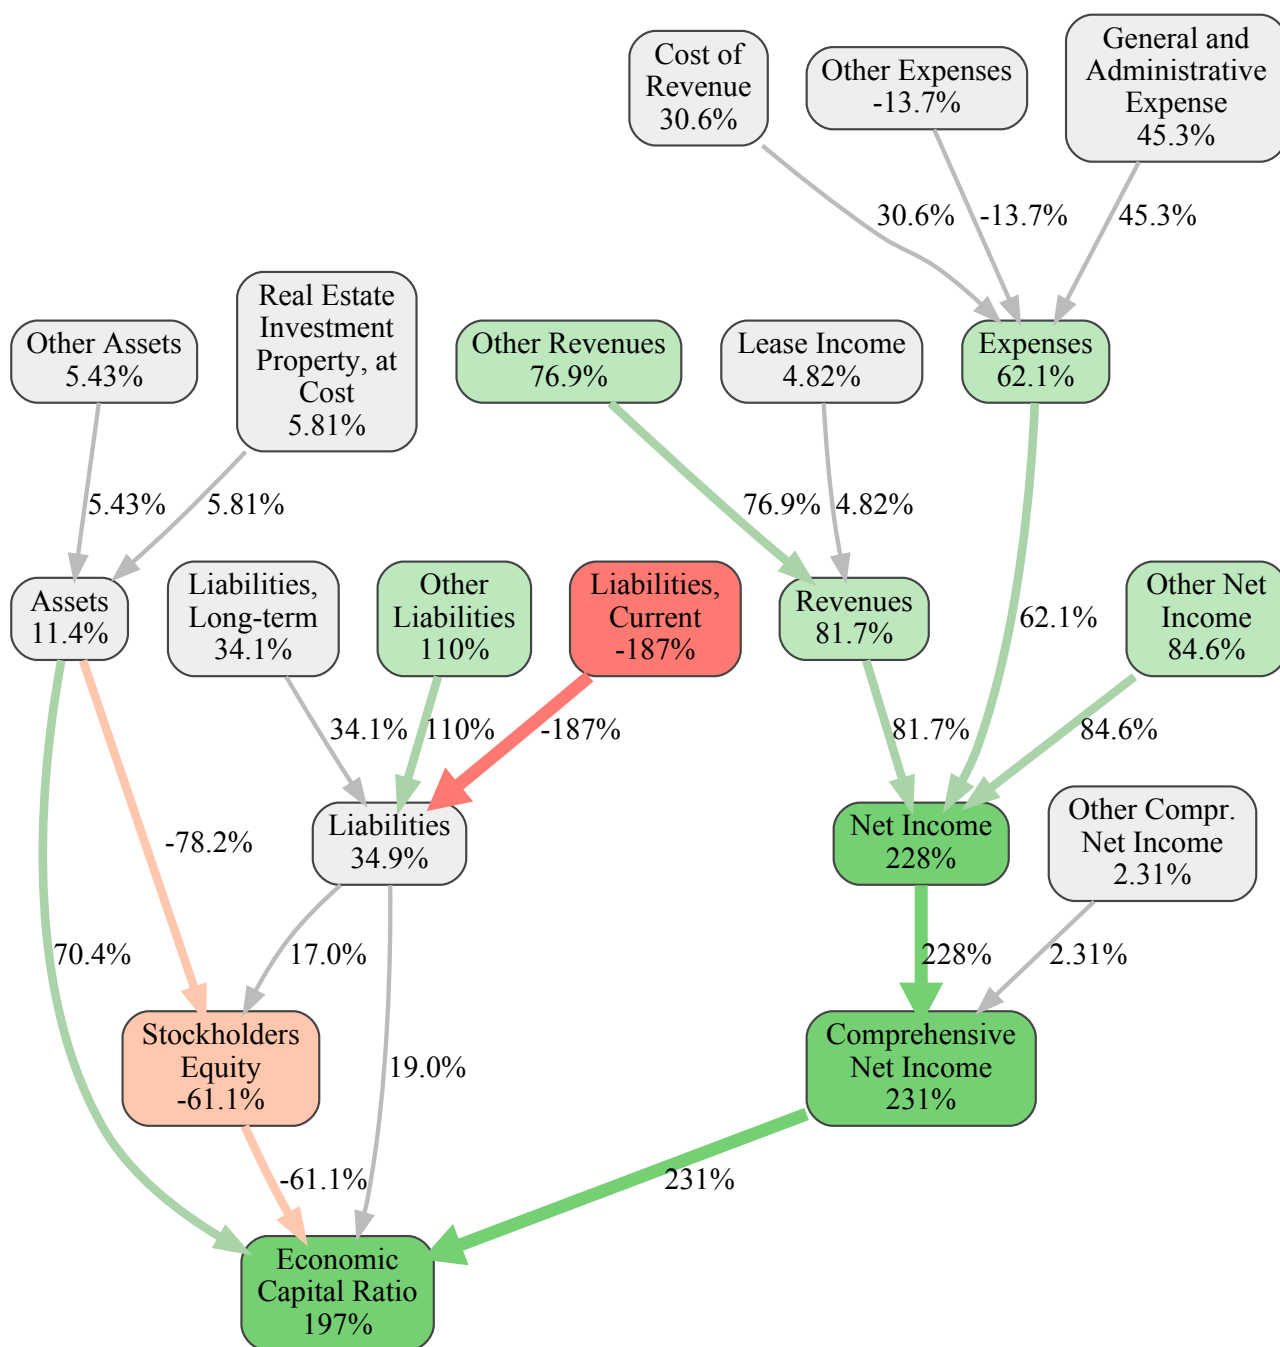 Cost of
Revenue
30.6%
Other Expenses
-13.7%
General and
Administrative
Expense
45.3%
30.6%
-13.7%
45.3%
Other Assets
5.43%
Real Estate
Investment
Property, at
Cost
5.81%
Other Revenues
76.9%
Lease Income
4.82%
Expenses
62.1%
5.43%
5.81%
76.9%
4.82%
62.1%
Assets
11.4%
Liabilities,
Long-term
34.1%
Other
Liabilities
110%
Liabilities,
Current
-187%
Revenues
81.7%
Other Net
Income
84.6%
34.1%
110%
-187%
81.7%
84.6%
-78.2%
Liabilities
34.9%
Net Income
228%
Other Compr.
Net Income
2.31%
70.4%
17.0%
19.0%
228%
2.31%
Stockholders
Equity
-61.1%
Comprehensive
Net Income
231%
-61.1%
231%
Economic
Capital Ratio
197%